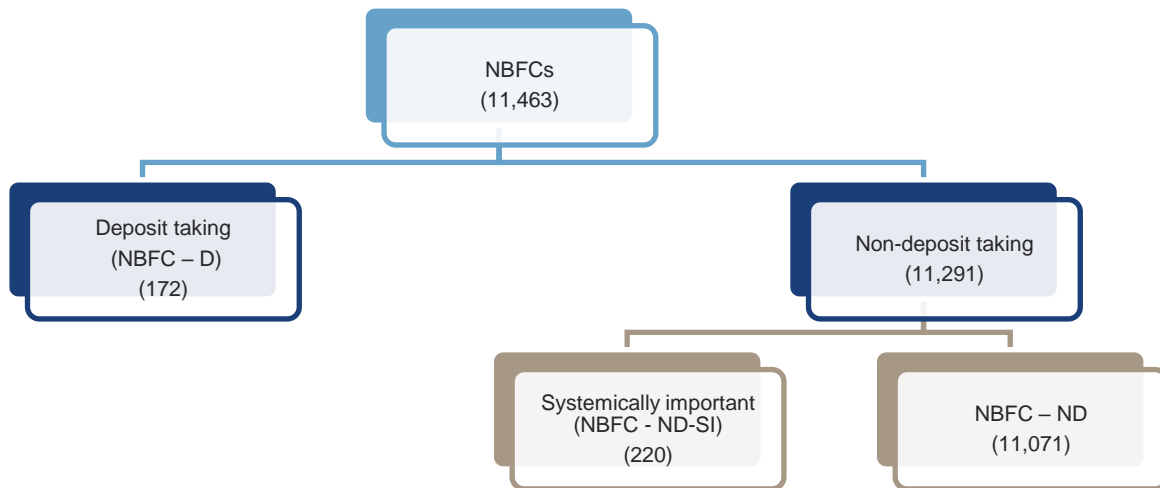 NBFCs
(11,463)
Deposit taking
(NBFC – D)
(172)
Non-deposit taking
(11,291)
Systemically important
(NBFC - ND-SI)
(220)
NBFC – ND
(11,071)